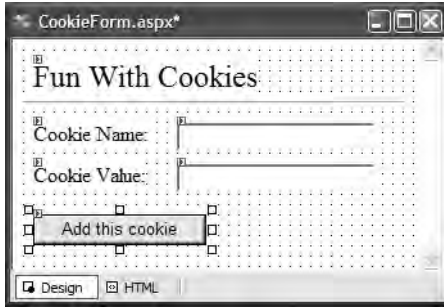 CookieForm.aspx*
Fun With Cookies
Cookie Name:
Cookie Value:
Add this cookie
Design HTML